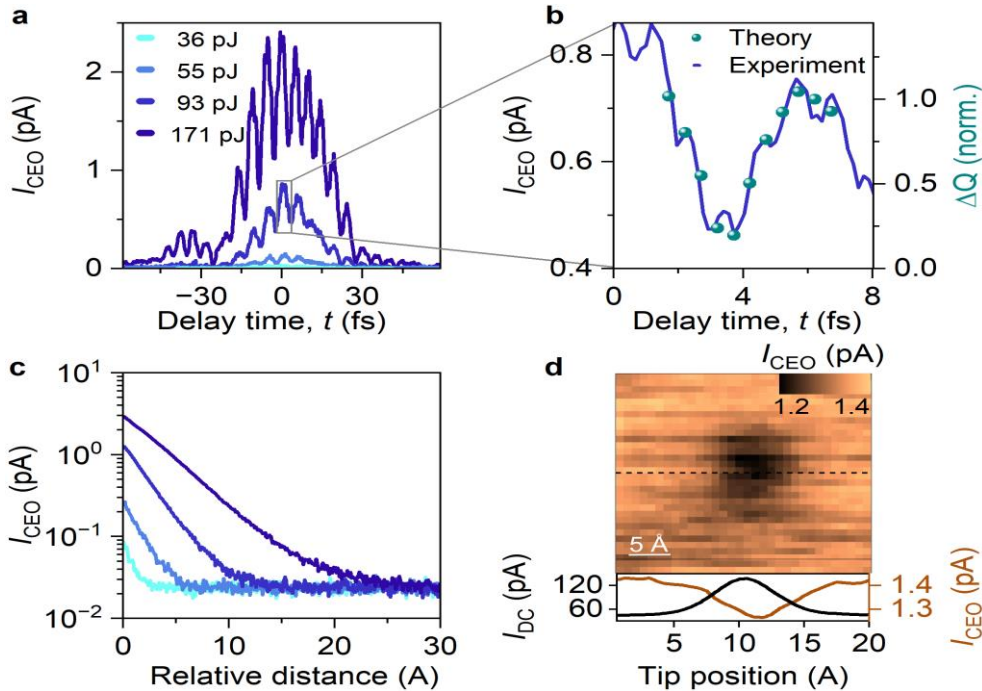 a
I_CEO (pA)
2
1
0
36 pJ
55 pJ
93 pJ
171 pJ
−30
0
30
Delay time, t (fs)
b
I_CEO (pA)
0.8
0.6
0.4
Theory
Experiment
1.0
0.5
0.0
ΔQ (norm.)
0
4
8
Delay time, t (fs)
c
I_CEO (pA)
10¹
10⁰
10⁻¹
10⁻²
0
10
20
30
Relative distance (A)
d
I_CEO (pA)
1.2 1.4
5 Å
I_DC (pA)
120
60
1.4
1.3
I_CEO (pA)
5
10
15
20
Tip position (A)